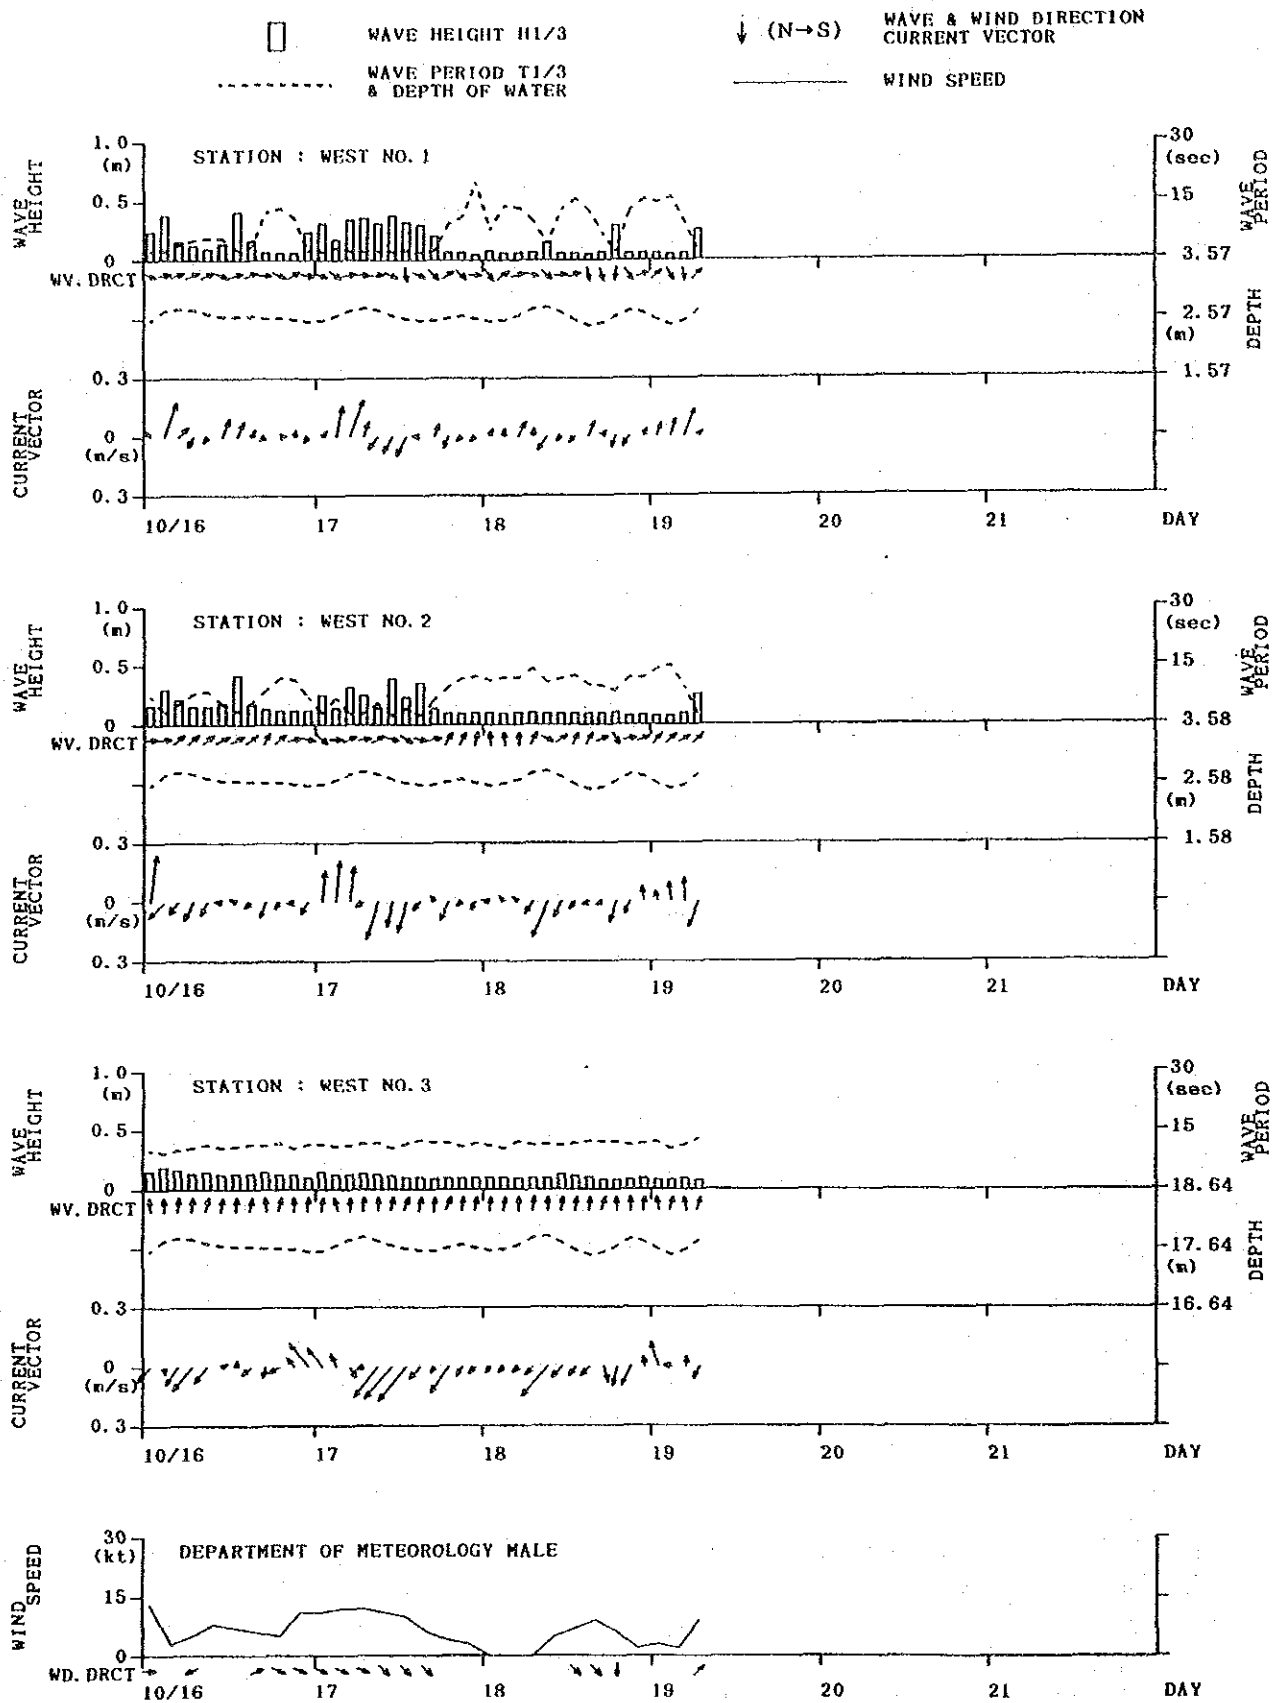 WAVE HEIGHT H1/3
(N→S) WAVE & WIND DIRECTION
CURRENT VECTOR
WAVE PERIOD T1/3
& DEPTH OF WATER
WIND SPEED
STATION : WEST NO. 1
WAVE HEIGHT
1.0
(m)
0.5
0
WV. DRCT
0.3
CURRENT VECTOR
0
(m/s)
0.3
30
(sec)
15
WAVE PERIOD
3.57
2.57
(m)
DEPTH
1.57
10/16 17 18 19 20 21 DAY
STATION : WEST NO. 2
WAVE HEIGHT
1.0
(m)
0.5
0
WV. DRCT
0.3
CURRENT VECTOR
0
(m/s)
0.3
30
(sec)
15
WAVE PERIOD
3.58
2.58
(m)
DEPTH
1.58
10/16 17 18 19 20 21 DAY
STATION : WEST NO. 3
WAVE HEIGHT
1.0
(m)
0.5
0
WV. DRCT
0.3
CURRENT VECTOR
0
(m/s)
0.3
30
(sec)
15
WAVE PERIOD
18.64
17.64
(m)
DEPTH
16.64
10/16 17 18 19 20 21 DAY
DEPARTMENT OF METEOROLOGY MALE
WIND SPEED
30
(kt)
15
0
WD. DRCT
10/16 17 18 19 20 21 DAY